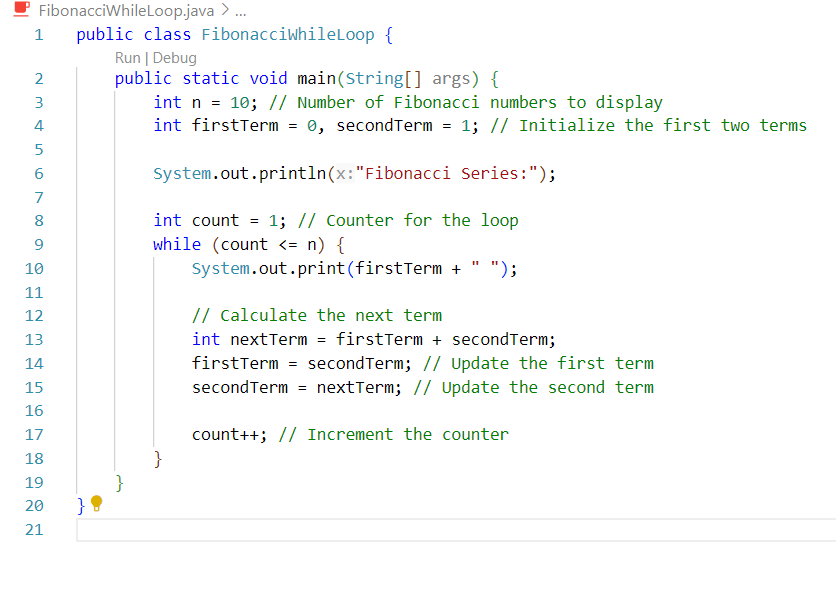 FibonacciWhileLoop.java > ...
1 public class FibonacciWhileLoop {
Run | Debug
2 public static void main(String[] args) {
3 int n = 10; // Number of Fibonacci numbers to display
4 int firstTerm = 0, secondTerm = 1; // Initialize the first two terms
5
6 System.out.println(x:"Fibonacci Series:");
7
8 int count = 1; // Counter for the loop
9 while (count <= n) {
10 System.out.print(firstTerm + " ");
11
12 // Calculate the next term
13 int nextTerm = firstTerm + secondTerm;
14 firstTerm = secondTerm; // Update the first term
15 secondTerm = nextTerm; // Update the second term
16
17 count++; // Increment the counter
18 }
19 }
20 }
21